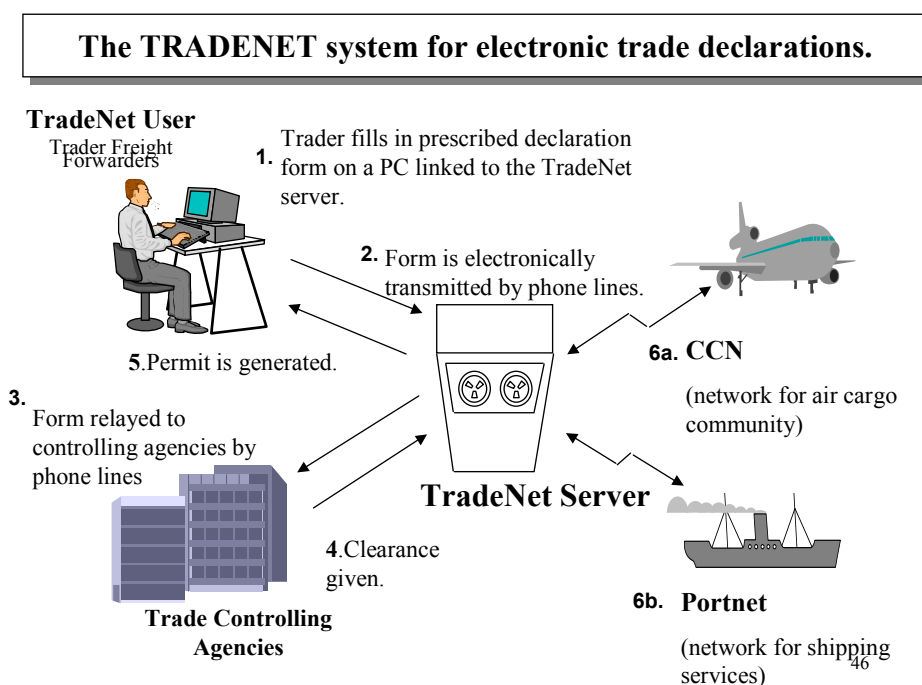 The TRADENET system for electronic trade declarations.
TradeNet User
Trader Freight
Forwarders
1. Trader fills in prescribed declaration
form on a PC linked to the TradeNet
server.
2. Form is electronically
transmitted by phone lines.
5.Permit is generated.
3.
Form relayed to
controlling agencies by
phone lines
4.Clearance
given.
Trade Controlling
Agencies
TradeNet Server
6a. CCN
(network for air cargo
community)
6b. Portnet
(network for shipping
services)
46